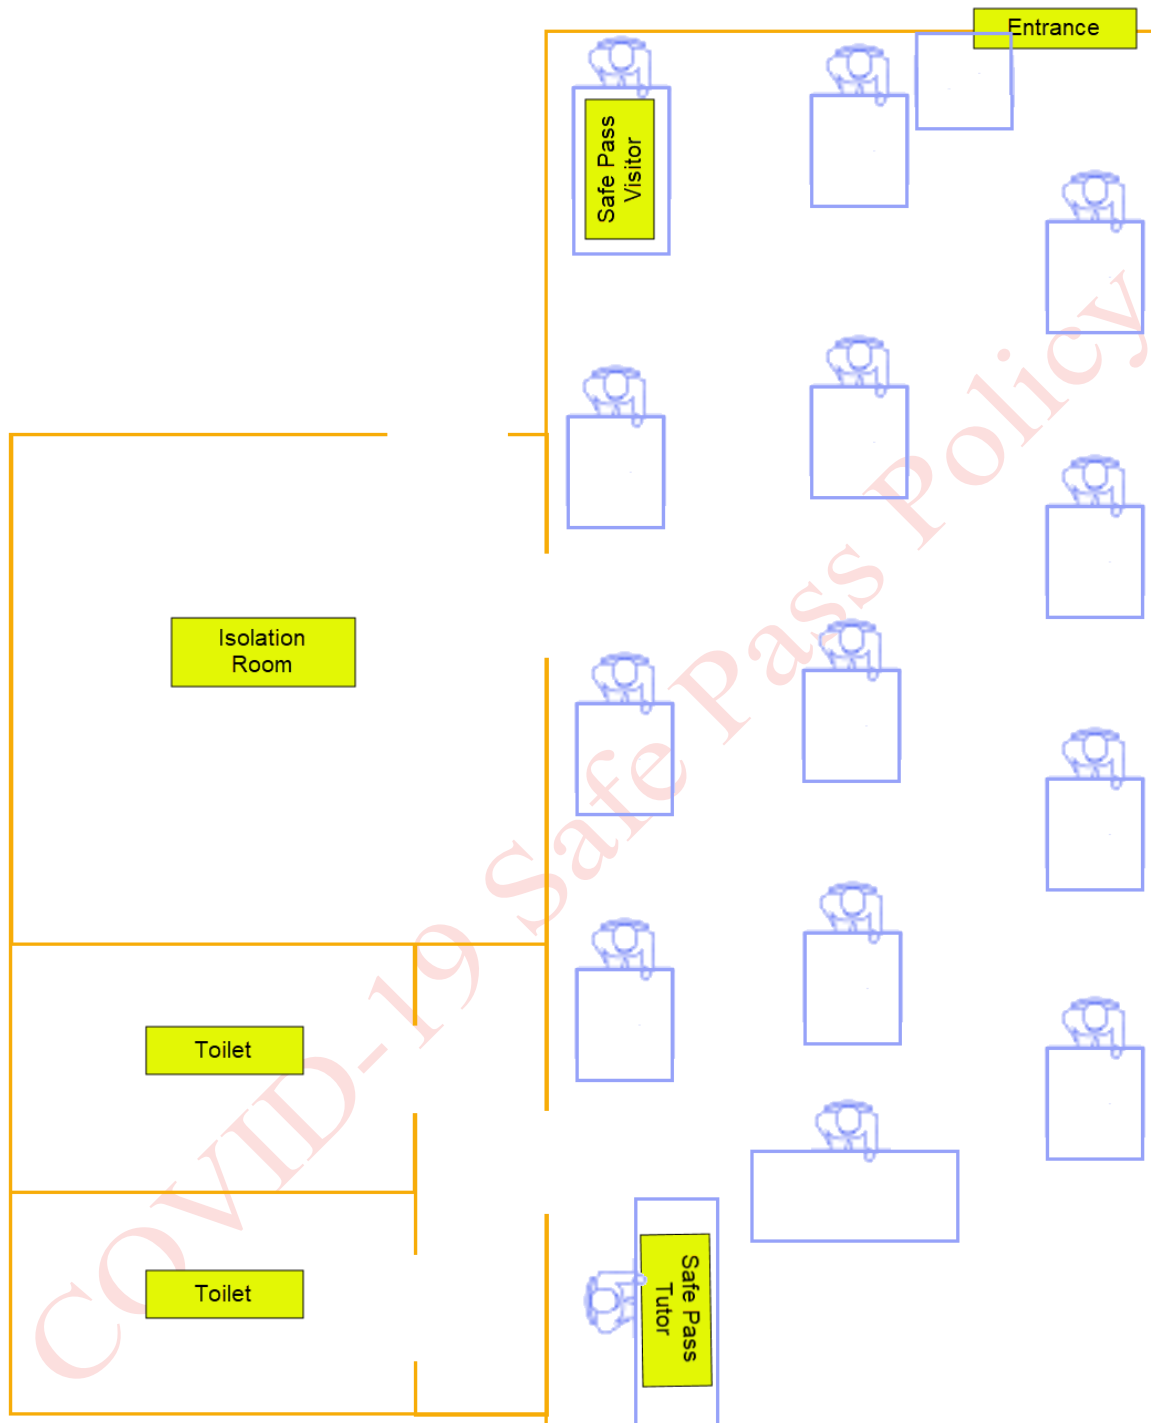 Entrance
Safe Pass
Visitor
Isolation
Room
Toilet
Toilet
Safe Pass
Tutor
COVID-19 Safe Pass Policy